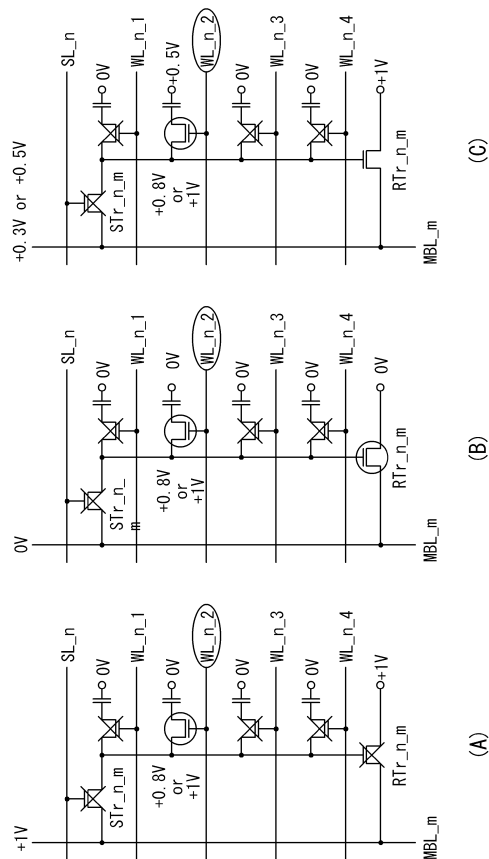 +1V
SL_n
STr_n_m
0V
WL_n_1
+0.8V
or
+1V
0V
WL_n_2
0V
WL_n_3
0V
WL_n_4
+1V
RTr_n_m
MBL_m
(A)
0V
SL_n
STr_n_
m
0V
WL_n_1
+0.8V
or
+1V
0V
WL_n_2
0V
WL_n_3
0V
WL_n_4
0V
RTr_n_m
MBL_m
(B)
+0.3V or +0.5V
SL_n
STr_n_m
0V
WL_n_1
+0.8V
or
+1V
+0.5V
WL_n_2
0V
WL_n_3
0V
WL_n_4
+1V
RTr_n_m
MBL_m
(C)